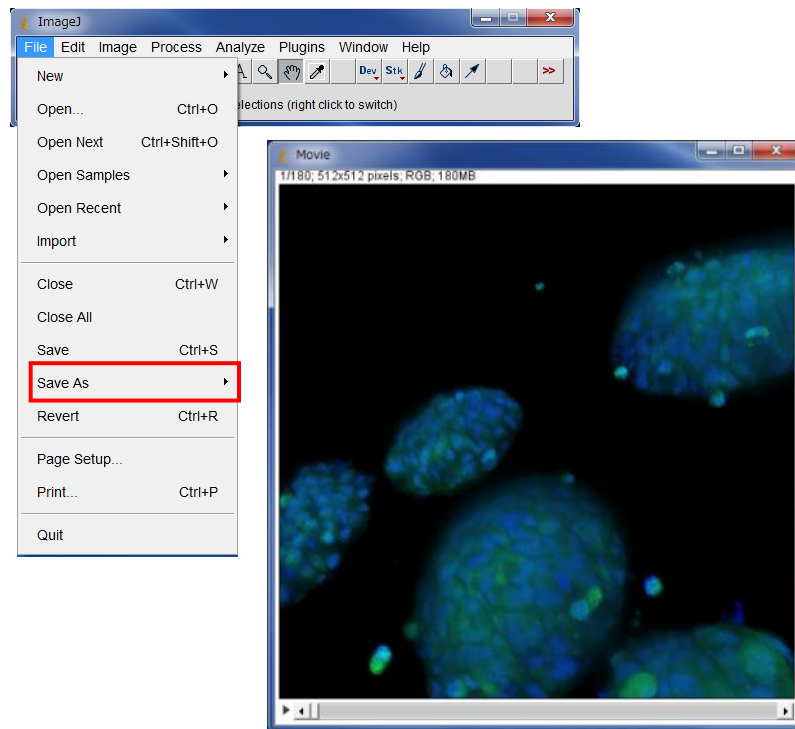 ImageJ
File Edit Image Process Analyze Plugins Window Help
Dev Stk >>
elections (right click to switch)
New
Open... Ctrl+O
Open Next Ctrl+Shift+O
Open Samples
Open Recent
Import
Close Ctrl+W
Close All
Save Ctrl+S
Save As
Revert Ctrl+R
Page Setup...
Print... Ctrl+P
Quit
Movie
1/180; 512x512 pixels; RGB; 180MB